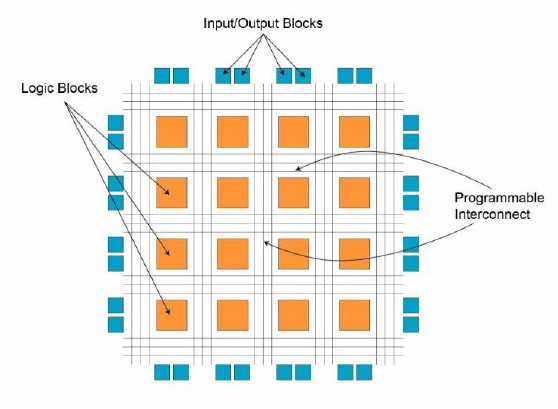 Input/Output Blocks
Logic Blocks
Programmable
Interconnect